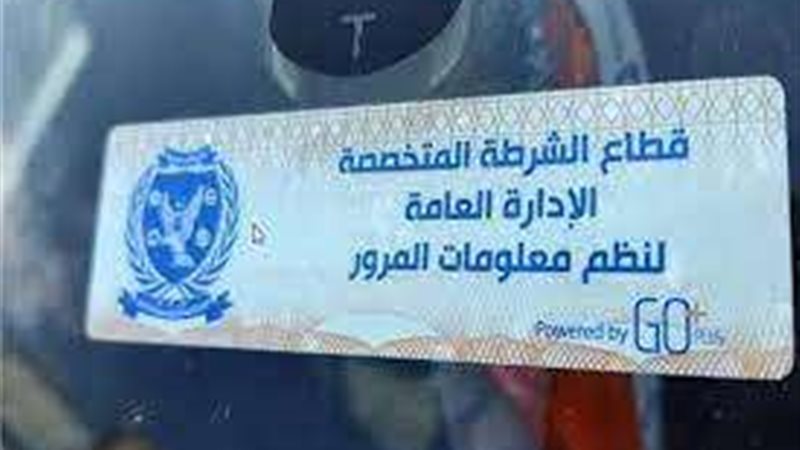 قطاع الشرطة المتخصصة
الإدارة العامة
لنظم معلومات المرور
Powered by GO+